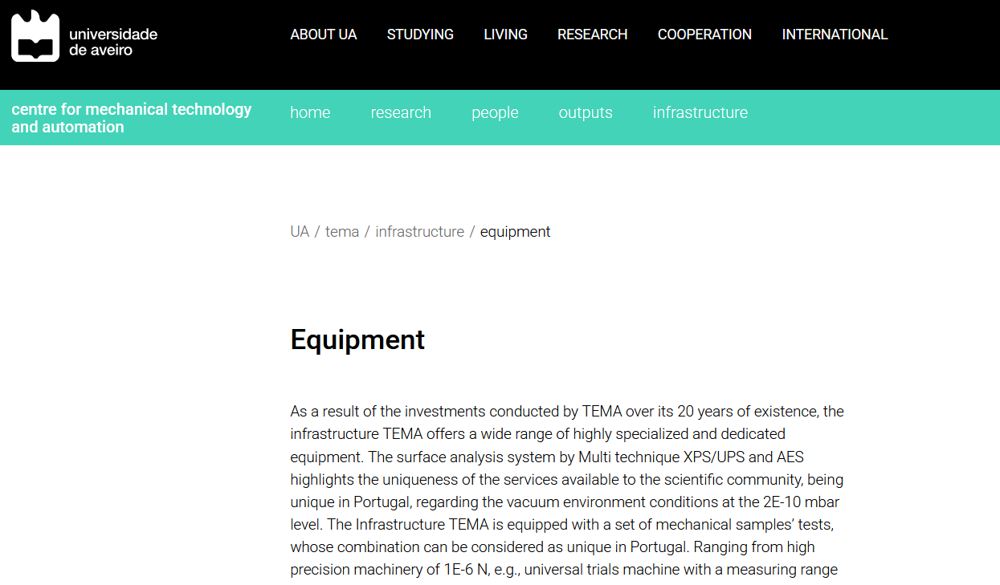 universidade
de aveiro
ABOUT UA STUDYING LIVING RESEARCH COOPERATION INTERNATIONAL
centre for mechanical technology
and automation
home research people outputs infrastructure
UA / tema / infrastructure / equipment
Equipment
As a result of the investments conducted by TEMA over its 20 years of existence, the
infrastructure TEMA offers a wide range of highly specialized and dedicated
equipment. The surface analysis system by Multi technique XPS/UPS and AES
highlights the uniqueness of the services available to the scientific community, being
unique in Portugal, regarding the vacuum environment conditions at the 2E-10 mbar
level. The Infrastructure TEMA is equipped with a set of mechanical samples’ tests,
whose combination can be considered as unique in Portugal. Ranging from high
precision machinery of 1E-6 N, e.g., universal trials machine with a measuring range